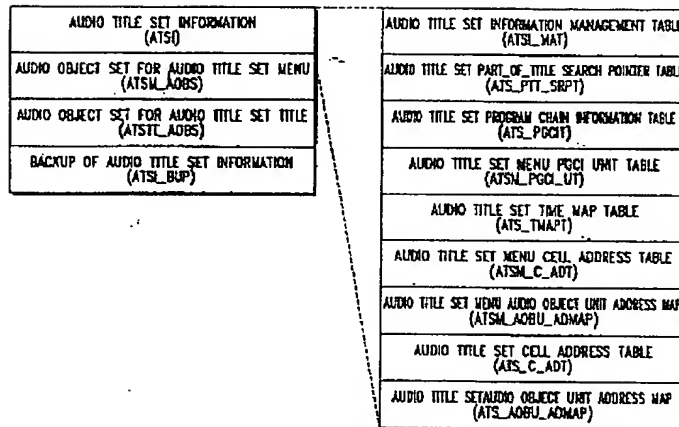 AUDIO TITLE SET INFORMATION
(ATSI)
AUDIO OBJECT SET FOR AUDIO TITLE SET MENU
(ATSM_AOBS)
AUDIO OBJECT SET FOR AUDIO TITLE SET TITLE
(ATSTT_AOBS)
BACKUP OF AUDIO TITLE SET INFORMATION
(ATSI_BUP)
AUDIO TITLE SET INFORMATION MANAGEMENT TABLE
(ATSI_MAT)
AUDIO TITLE SET PART_OF_TITLE SEARCH POINTER TABLE
(ATS_PTT_SRPT)
AUDIO TITLE SET PROGRAM CHAIN INFORMATION TABLE
(ATS_PGCIT)
AUDIO TITLE SET MENU PGCI UNIT TABLE
(ATSM_PGCI_UT)
AUDIO TITLE SET TIME MAP TABLE
(ATS_TMAPT)
AUDIO TITLE SET MENU CELL ADDRESS TABLE
(ATSM_C_ADT)
AUDIO TITLE SET MENU AUDIO OBJECT UNIT ADDRESS MAP
(ATSM_AOBU_ADMAP)
AUDIO TITLE SET CELL ADDRESS TABLE
(ATS_C_ADT)
AUDIO TITLE SETAUDIO OBJECT UNIT ADDRESS MAP
(ATS_AOBU_ADMAP)